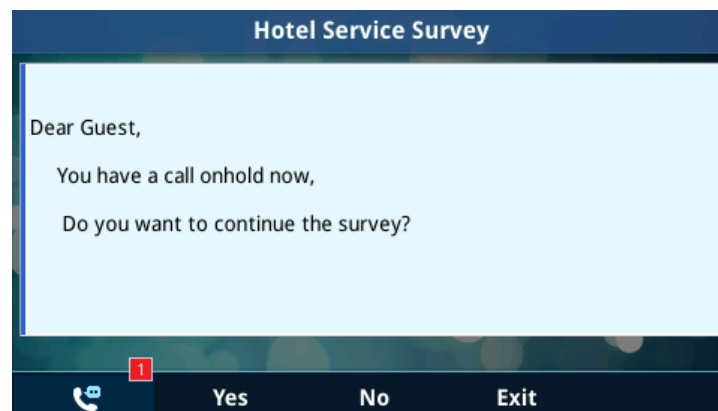 Hotel Service Survey
Dear Guest,
You have a call onhold now,
Do you want to continue the survey?
1
Yes No Exit